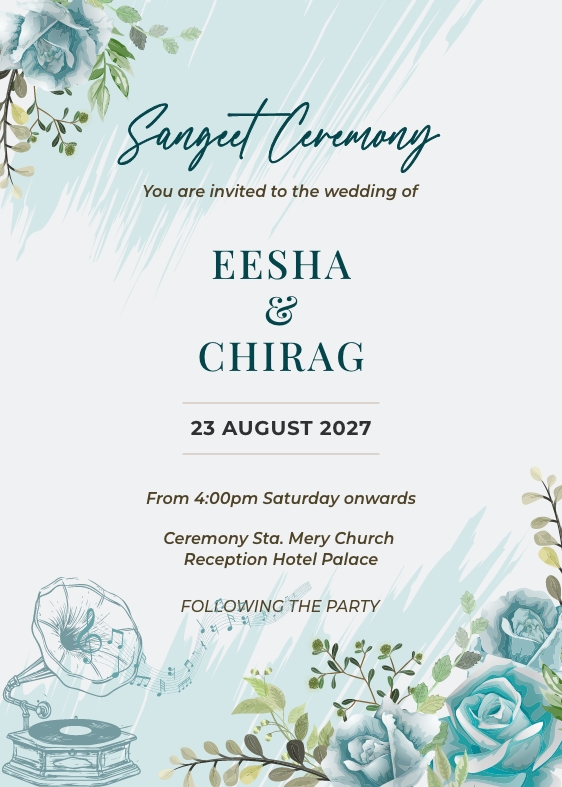 Sangeet Ceremony
You are invited to the wedding of
EESHA
&
CHIRAG
23 AUGUST 2027
From 4:00pm Saturday onwards
Ceremony Sta. Mery Church
Reception Hotel Palace
FOLLOWING THE PARTY